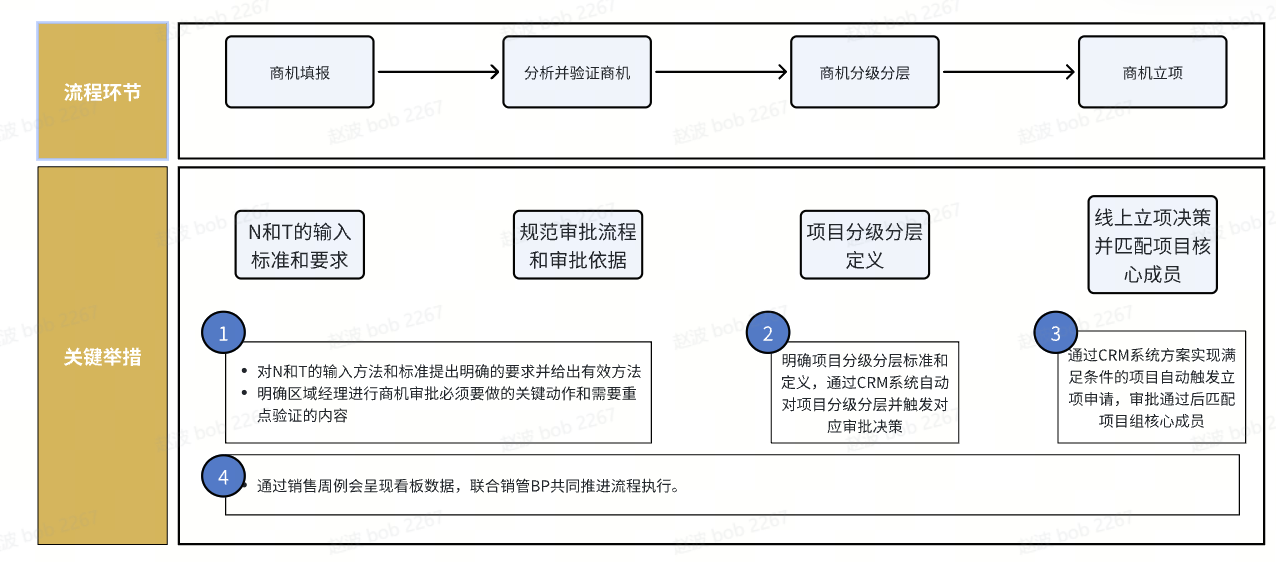 流程环节
商机填报
分析并验证商机
商机分级分层
商机立项
关键举措
N和T的输入
标准和要求
规范审批流程
和审批依据
项目分级分层
定义
线上立项决策
并匹配项目核
心成员
1
• 对N和T的输入方法和标准提出明确的要求并给出有效方法
• 明确区域经理进行商机审批必须要做的关键动作和需要重
点验证的内容
2
明确项目分级分层标准和
定义，通过CRM系统自动
对项目分级分层并触发对
应审批决策
3
通过CRM系统方案实现满
足条件的项目自动触发立
项申请，审批通过后匹配
项目组核心成员
4
• 通过销售周例会呈现看板数据，联合销管BP共同推进流程执行。
赵波 bob 2267